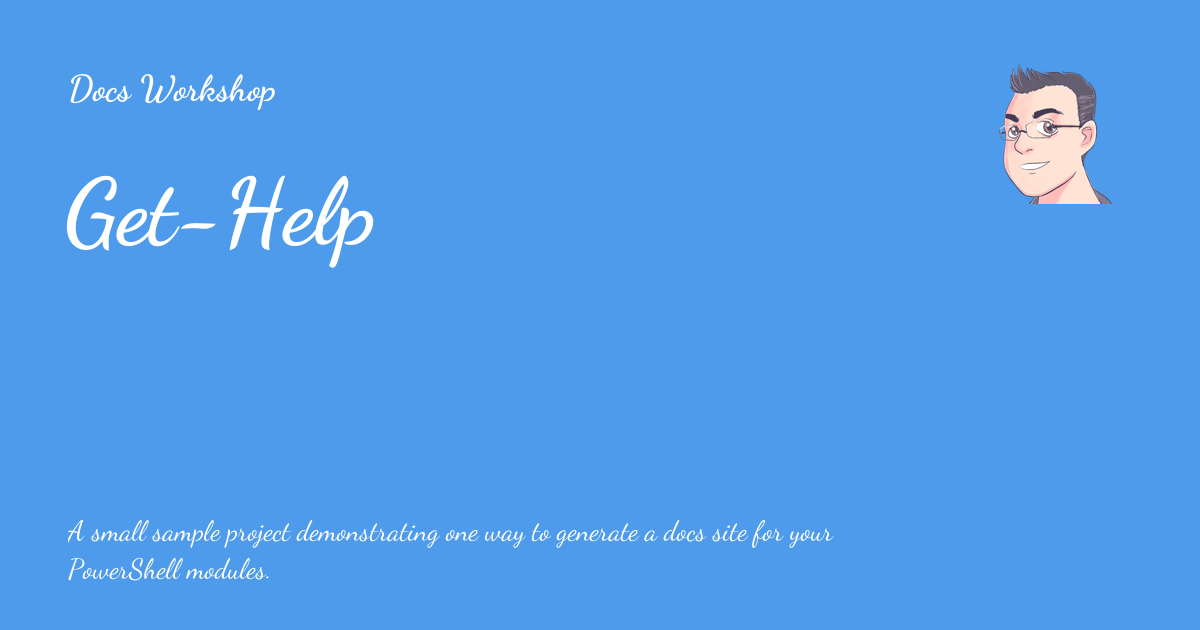 Docs Workshop
Get-Help
A small sample project demonstrating one way to generate a docs site for your
PowerShell modules.